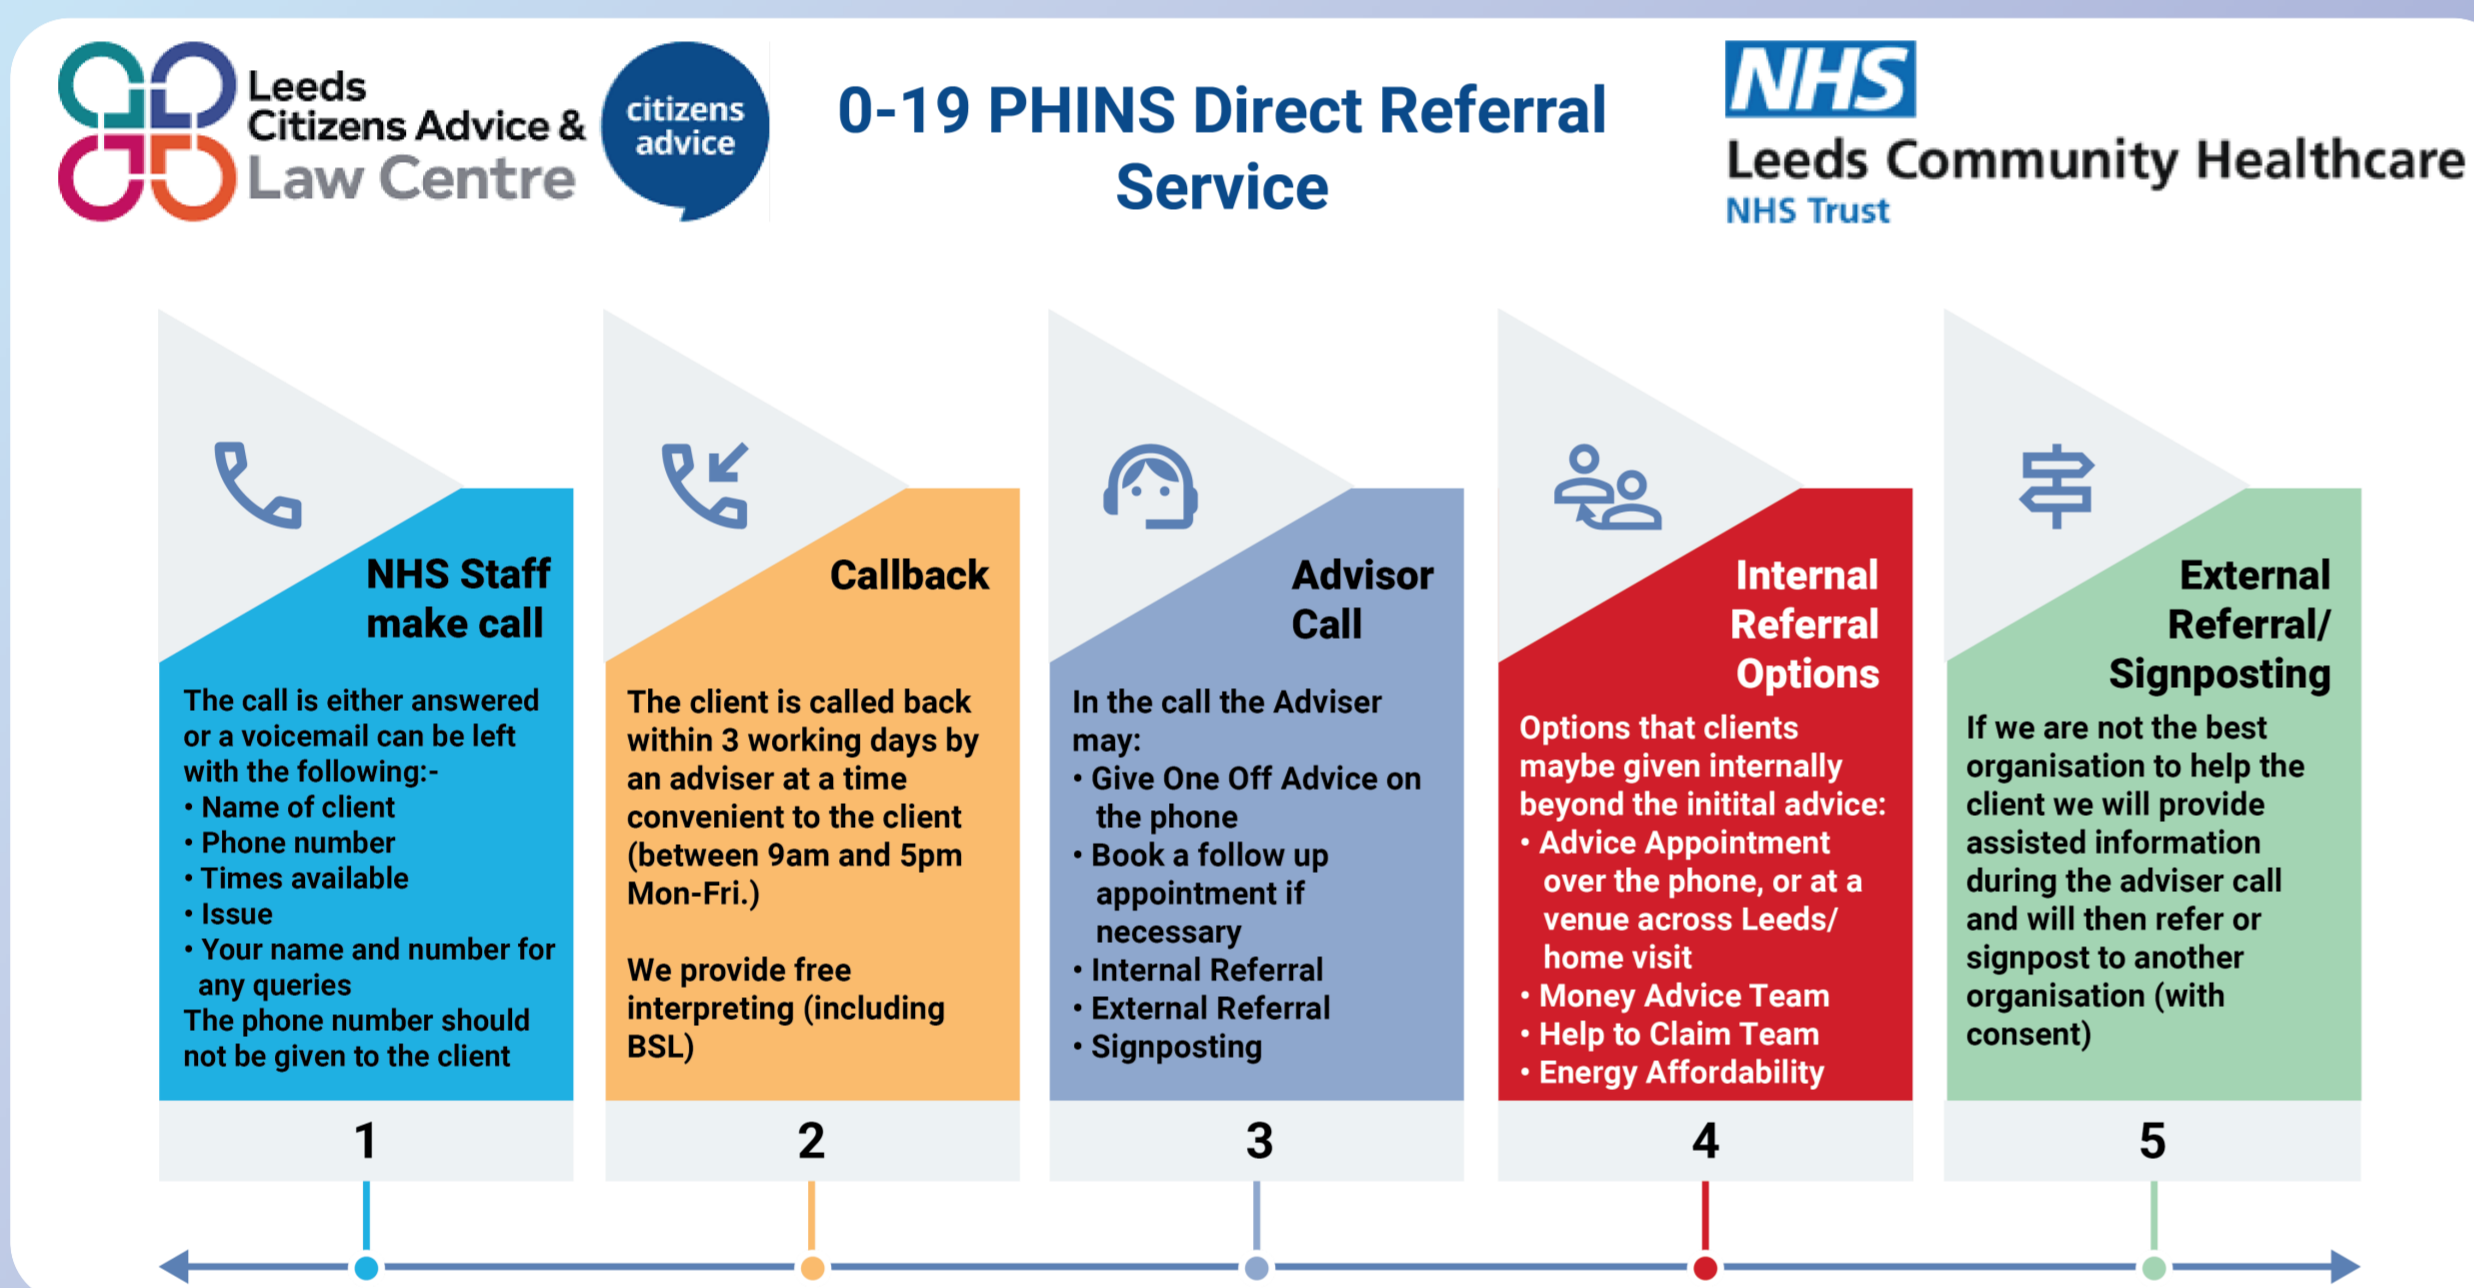 Leeds
Citizens Advice &
Law Centre
citizens
advice
0-19 PHINS Direct Referral
Service
NHS
Leeds Community Healthcare
NHS Trust
NHS Staff
make call
The call is either answered
or a voicemail can be left
with the following:-
• Name of client
• Phone number
• Times available
• Issue
• Your name and number for
any queries
The phone number should
not be given to the client
1
Callback
The client is called back
within 3 working days by
an adviser at a time
convenient to the client
(between 9am and 5pm
Mon-Fri.)
We provide free
interpreting (including
BSL)
2
Advisor
Call
In the call the Adviser
may:
• Give One Off Advice on
the phone
• Book a follow up
appointment if
necessary
• Internal Referral
• External Referral
• Signposting
3
Internal
Referral
Options
Options that clients
maybe given internally
beyond the initital advice:
• Advice Appointment
over the phone, or at a
venue across Leeds/
home visit
• Money Advice Team
• Help to Claim Team
• Energy Affordability
4
External
Referral/
Signposting
If we are not the best
organisation to help the
client we will provide
assisted information
during the adviser call
and will then refer or
signpost to another
organisation (with
consent)
5